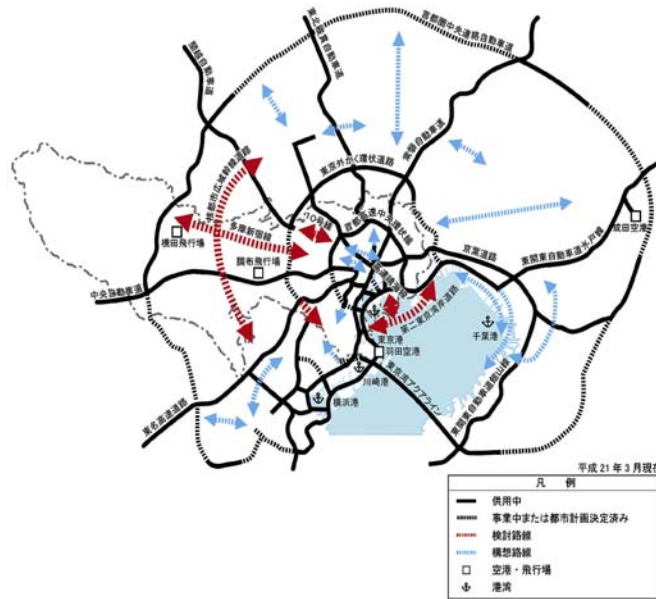 首都圏中央連絡自動車道
東北縦貫自動車道
関越自動車道
常磐自動車道
東京外かく環状道路
核都市広域幹線道路
10号線
首都高速中央環状線
多摩新宿線
横田飛行場
調布飛行場
中央自動車道
京葉道路
東関東自動車道水戸線
成田空港
第二東京湾岸道路
千葉港
東京港
羽田空港
川崎港
東京湾アクアライン
横浜港
東名高速道路
東関東自動車道館山線
平成21年3月現在
凡 例
供用中
事業中または都市計画決定済み
検討路線
構想路線
空港・飛行場
港湾